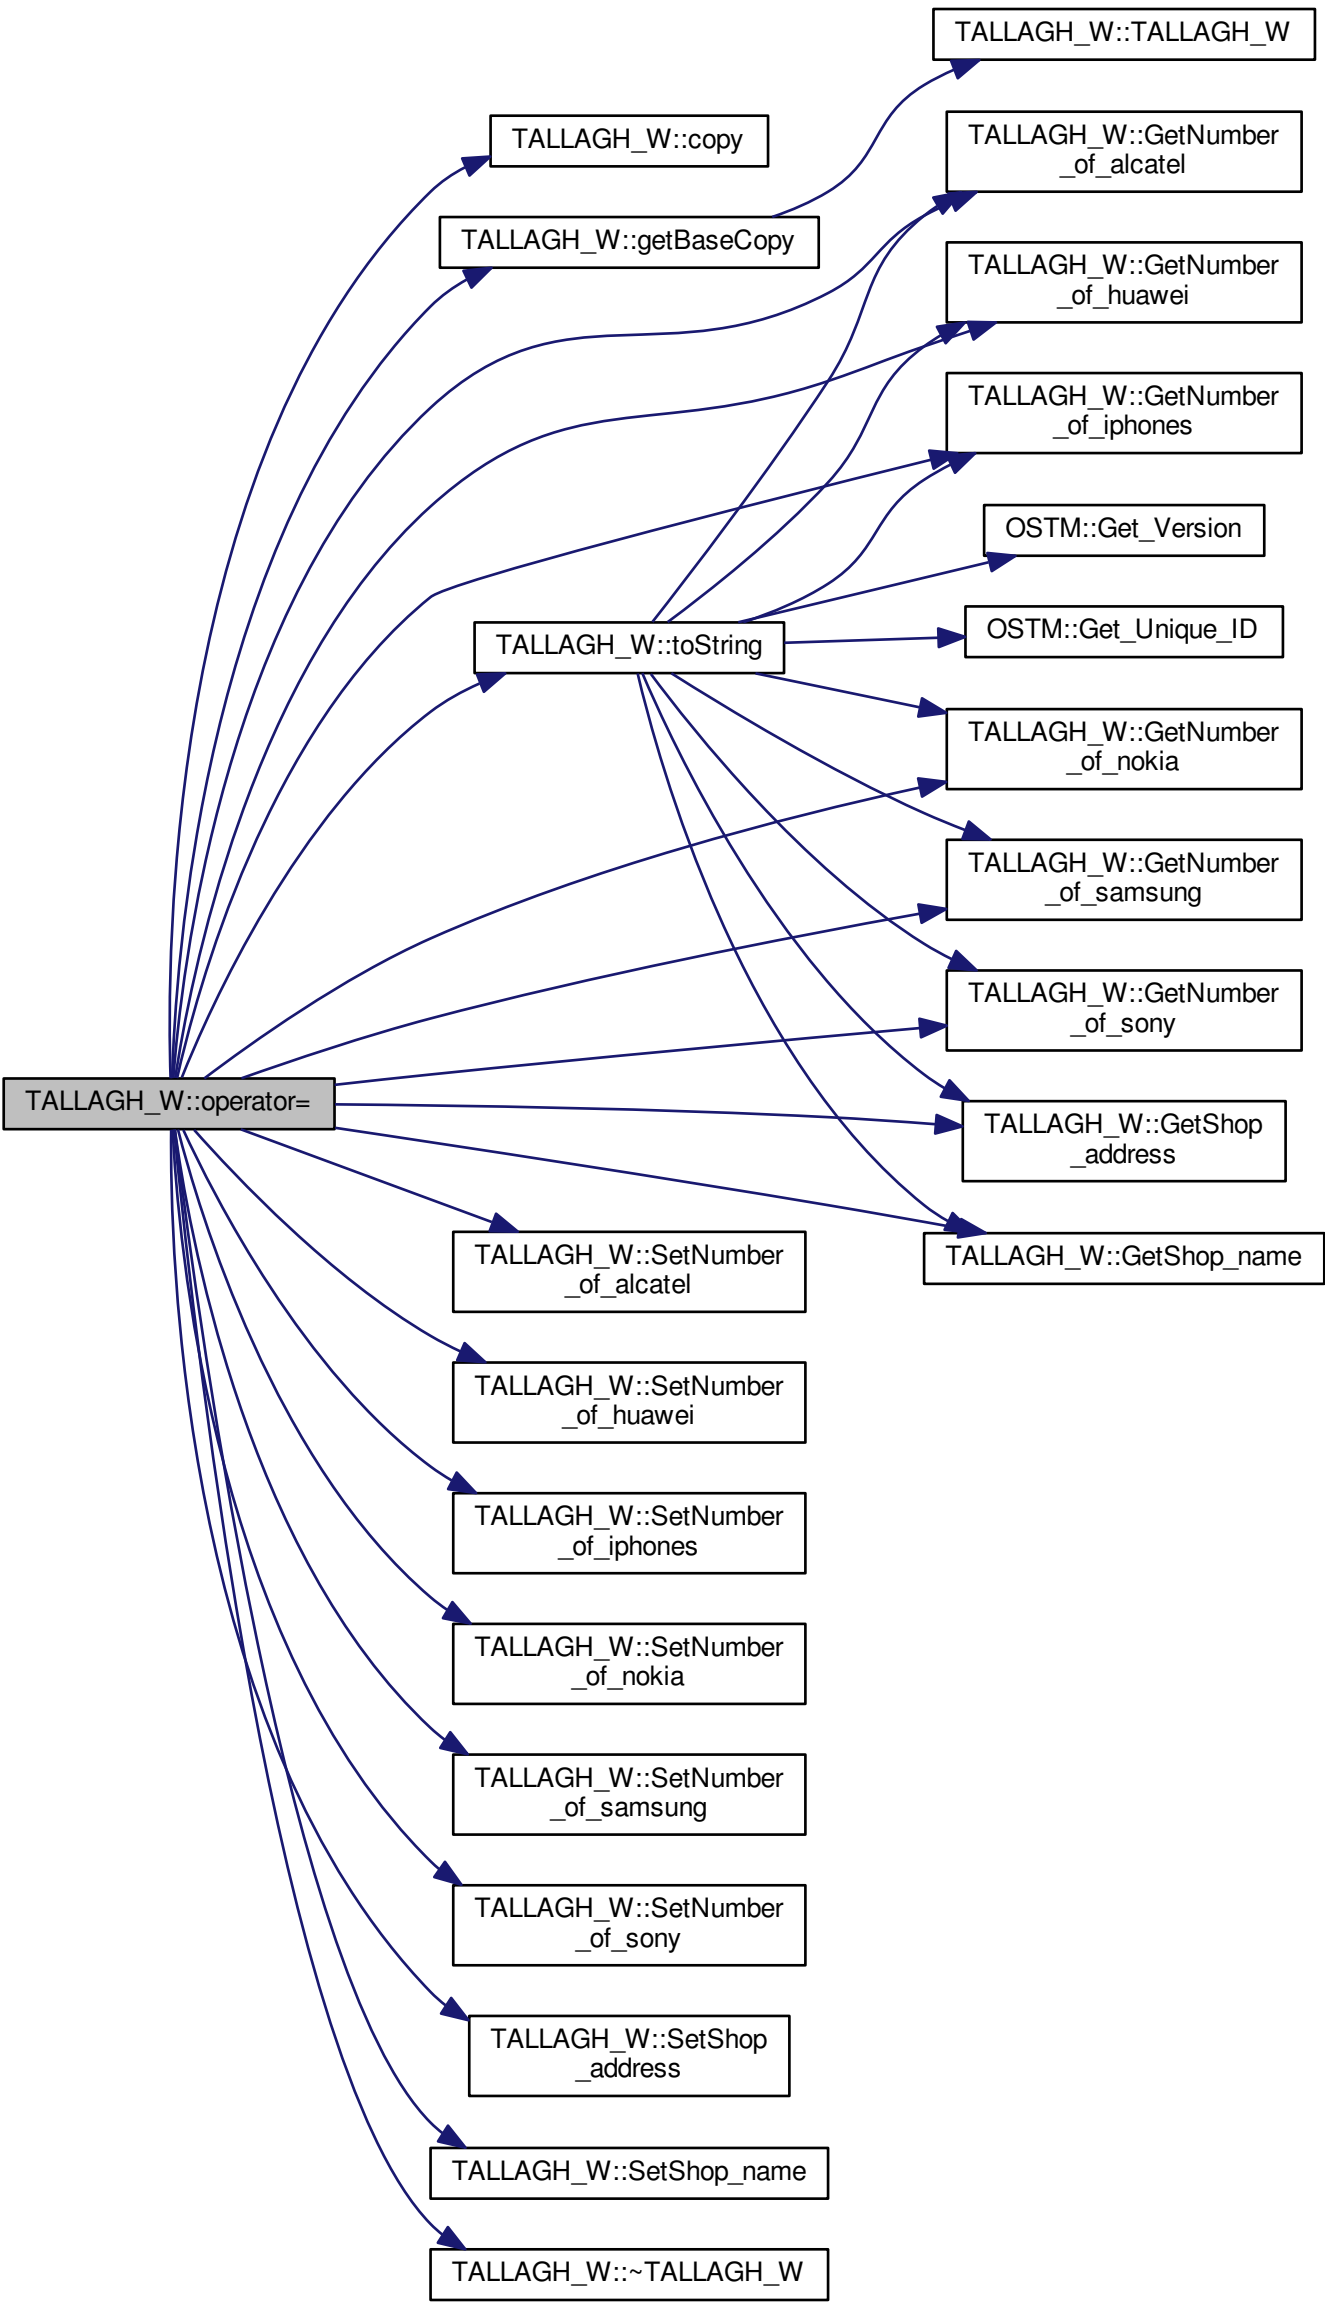 TALLAGH_W::TALLAGH_W
TALLAGH_W::copy
TALLAGH_W::GetNumber
_of_alcatel
TALLAGH_W::getBaseCopy
TALLAGH_W::GetNumber
_of_huawei
TALLAGH_W::GetNumber
_of_iphones
OSTM::Get_Version
OSTM::Get_Unique_ID
TALLAGH_W::toString
TALLAGH_W::GetNumber
_of_nokia
TALLAGH_W::GetNumber
_of_samsung
TALLAGH_W::GetNumber
_of_sony
TALLAGH_W::operator=
TALLAGH_W::GetShop
_address
TALLAGH_W::GetShop_name
TALLAGH_W::SetNumber
_of_alcatel
TALLAGH_W::SetNumber
_of_huawei
TALLAGH_W::SetNumber
_of_iphones
TALLAGH_W::SetNumber
_of_nokia
TALLAGH_W::SetNumber
_of_samsung
TALLAGH_W::SetNumber
_of_sony
TALLAGH_W::SetShop
_address
TALLAGH_W::SetShop_name
TALLAGH_W::~TALLAGH_W